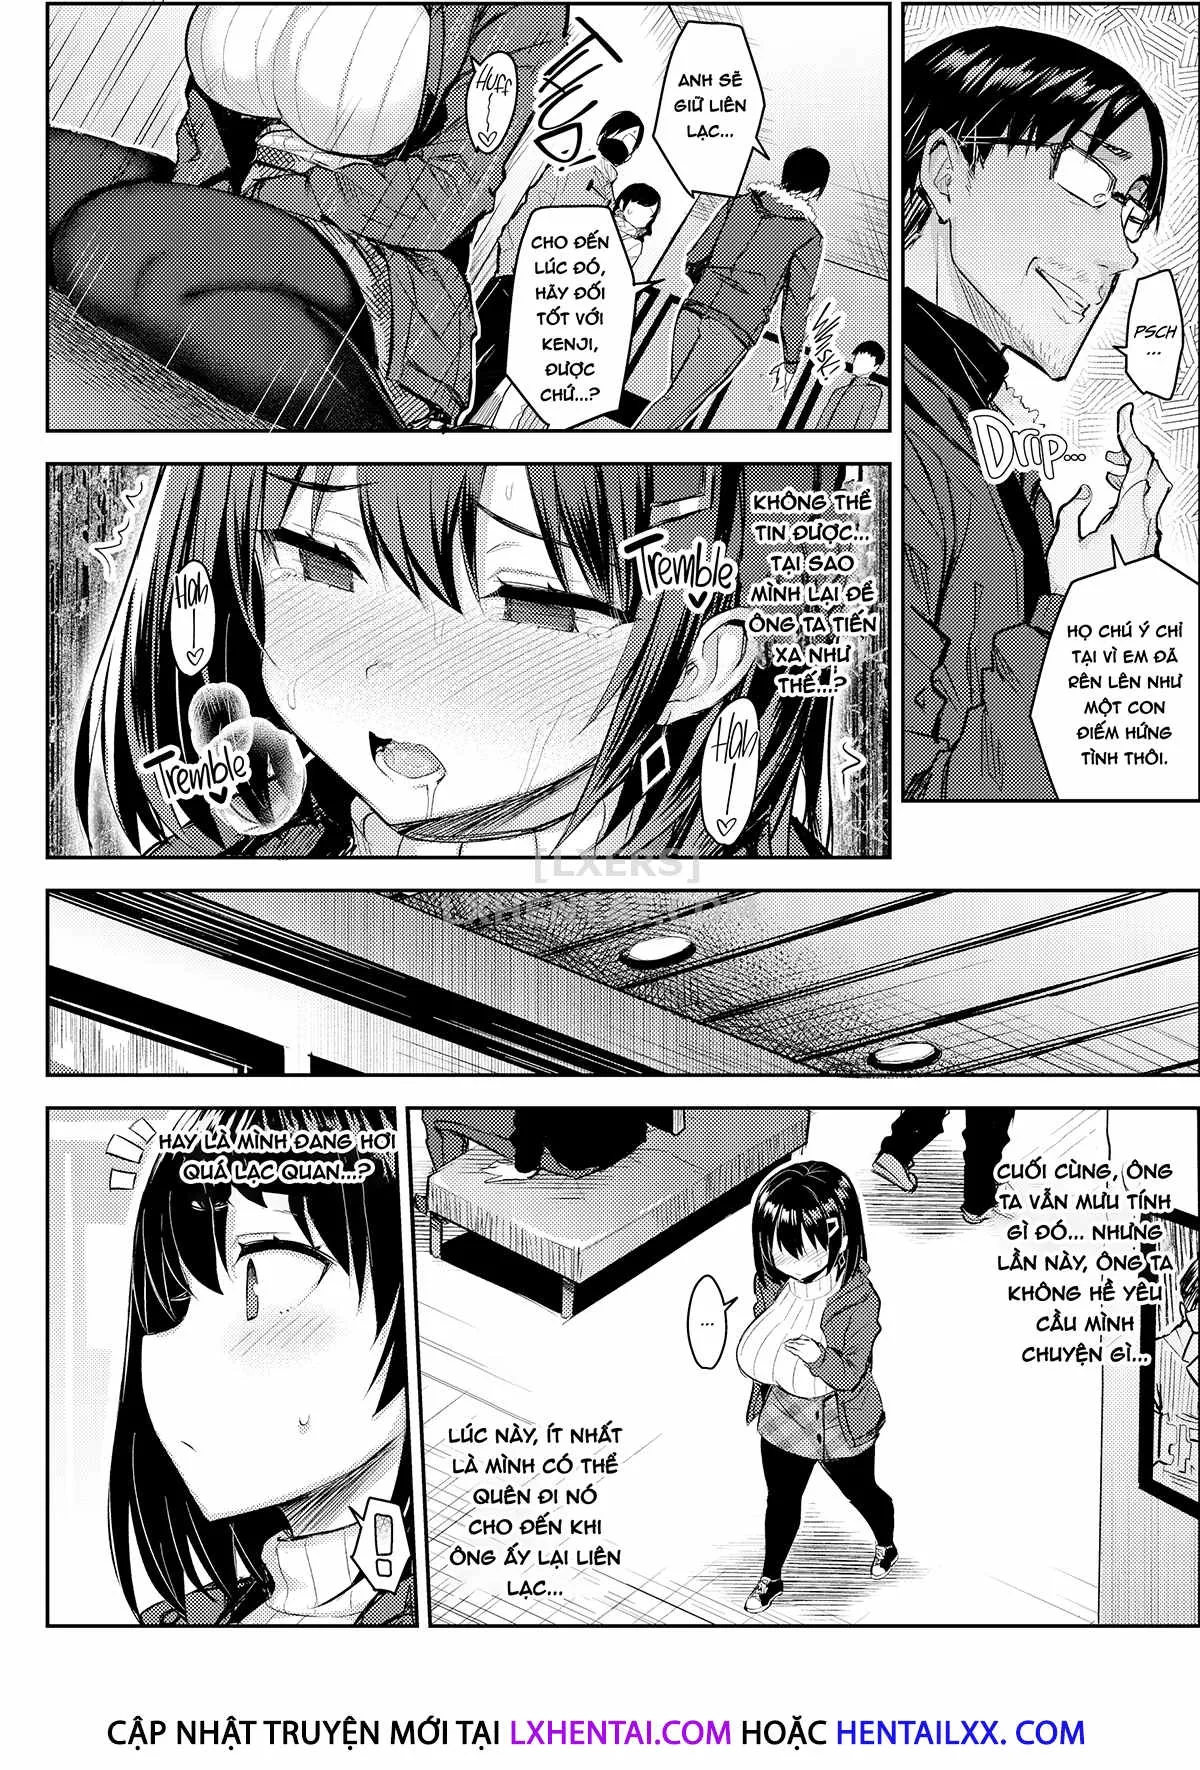 PSCH
...
Drip...
HỌ CHÚ Ý CHỈ
TẠI VÌ EM ĐÃ
RÊN LÊN NHƯ
MỘT CON
ĐIẾM HỨNG
TÌNH THÔI.
ANH SẼ
GIỮ LIÊN
LẠC...
THUD
WISK
Huff
CHO ĐẾN
LÚC ĐÓ,
HÃY ĐỐI
TỐT VỚI
KENJI,
ĐƯỢC
CHỨ...?
KHÔNG THỂ
TIN ĐƯỢC...
TẠI SAO
MÌNH LẠI ĐỂ
ÔNG TA TIẾN
XA NHƯ
THẾ...?
Tremble
Hah
Hah
Tremble
[LXERS]
LXHENTAI.COM
CUỐI CÙNG, ÔNG
TA VẪN MƯU TÍNH
GÌ ĐÓ... NHƯNG
LẦN NÀY, ÔNG TA
KHÔNG HỀ YÊU
CẦU MÌNH
CHUYỆN GÌ...
...
LÚC NÀY, ÍT NHẤT
LÀ MÌNH CÓ THỂ
QUÊN ĐI NÓ
CHO ĐẾN KHI
ÔNG ẤY LẠI LIÊN
LẠC...
HAY LÀ MÌNH ĐANG HƠI
QUÁ LẠC QUAN...?
!
CẬP NHẬT TRUYỆN MỚI TẠI LXHENTAI.COM HOẶC HENTAILXX. COM